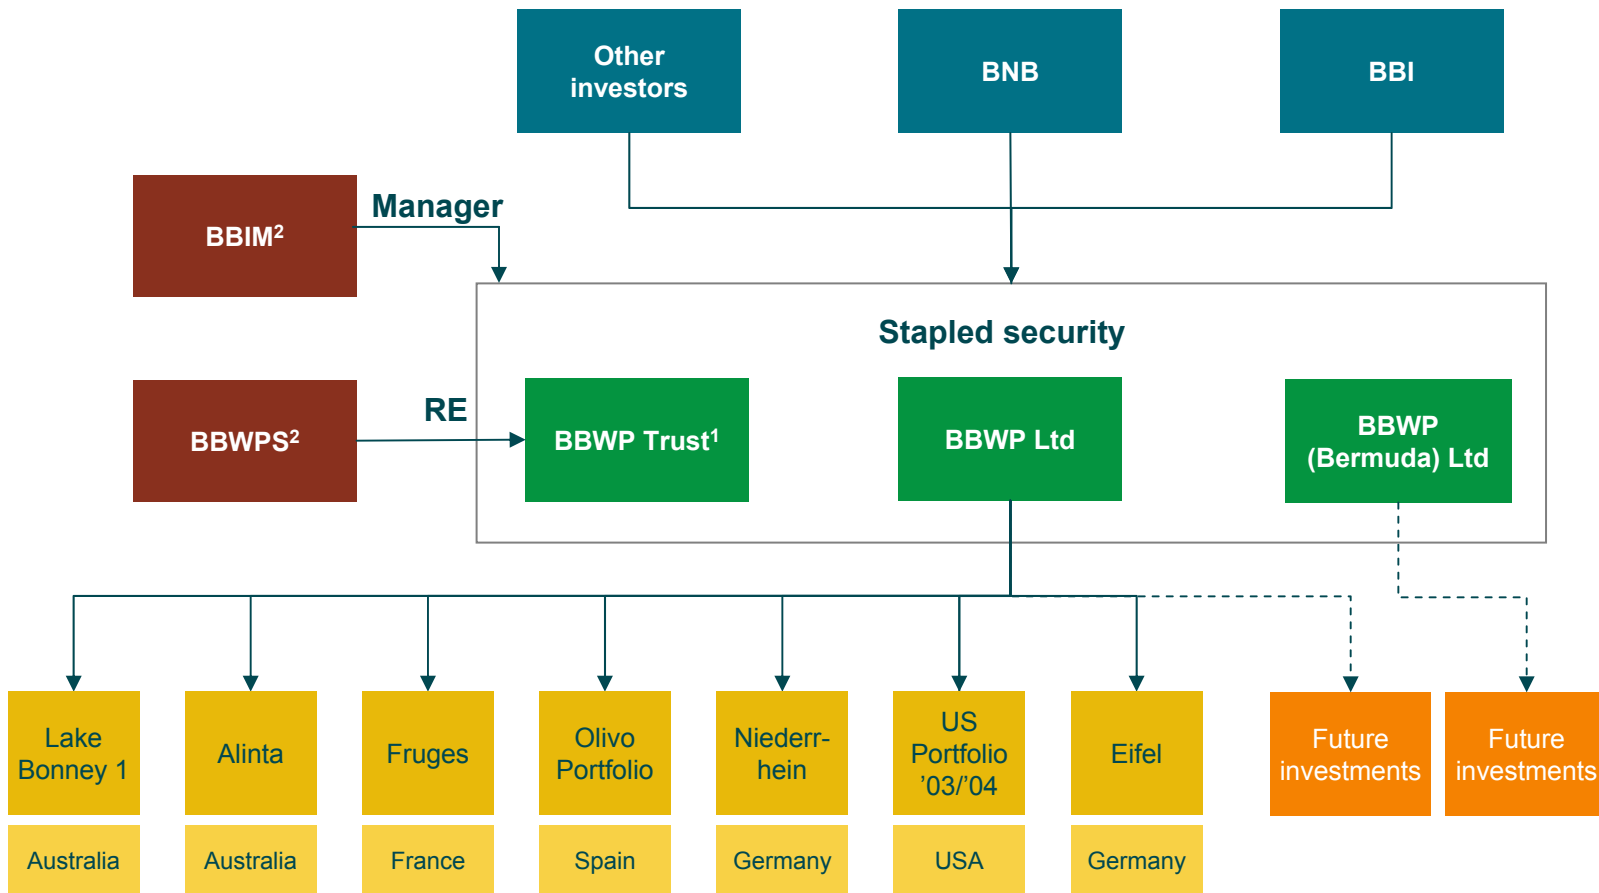 Other
investors
BNB
BBI
Manager
BBIM²
Stapled security
RE
BBWPS²
BBWP Trust¹
BBWP Ltd
BBWP
(Bermuda) Ltd
Lake
Bonney 1
Alinta
Fruges
Olivo
Portfolio
Niederr-
hein
US
Portfolio
’03/’04
Eifel
Future
investments
Future
investments
Australia
Australia
France
Spain
Germany
USA
Germany